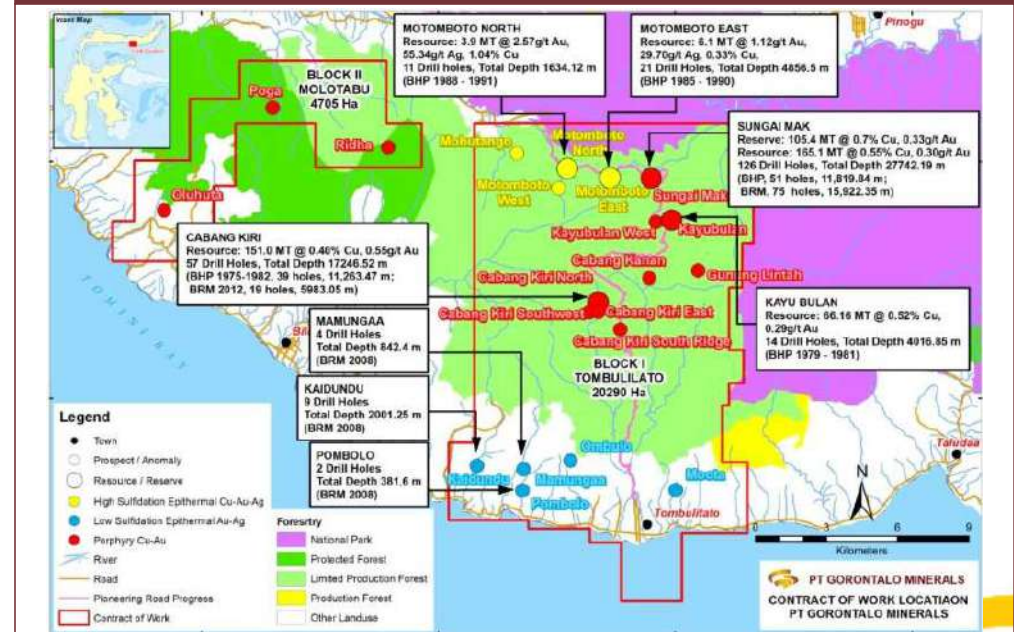 Pinogu
MOTOMBOTO NORTH
Resource: 3.9 MT @ 2.57g/t Au,
55.34g/t Ag, 1.04% Cu
11 Drill Holes, Total Depth 1634.12 m
(BHP 1988 - 1991)
MOTOMBOTO EAST
Resource: 6.1 MT @ 1.12g/t Au,
29.70g/t Ag, 0.33% Cu,
21 Drill Holes, Total Depth 4856.5 m
(BHP 1985 - 1990)
BLOCK II
MOLOTABU
4705 Ha
Poga
Ridha
Oluhuta
SUNGAI MAK
Reserve: 105.4 MT @ 0.7% Cu, 0.33g/t Au
Resource: 165.1 MT @ 0.55% Cu, 0.30g/t Au
126 Drill Holes, Total Depth 27742.19 m
(BHP, 51 holes, 11,819.84 m;
BRM, 75 holes, 15,922.35 m)
Mohutango
Motomboto
North
Motomboto
West
Motomboto
East
Sungai Mak
Kayubulan West
Kayubulan
CABANG KIRI
Resource: 151.0 MT @ 0.46% Cu, 0.55g/t Au
57 Drill Holes, Total Depth 17246.52 m
(BHP 1975-1982, 39 holes, 11,263.47 m;
BRM 2012, 19 holes, 5983.05 m)
Cabang Kanan
Gunung Lintah
Cabang Kiri North
Cabang Kiri Southwest
Cabang Kiri East
Cabang Kiri South Ridge
KAYU BULAN
Resource: 66.16 MT @ 0.52% Cu,
0.29g/t Au
14 Drill Holes, Total Depth 4016.85 m
(BHP 1979 - 1981)
TOMINI BAY
MAMUNGAA
4 Drill Holes
Total Depth 842.4 m
(BRM 2008)
BLOCK I
TOMBULILATO
20290 Ha
KAIDUNDU
9 Drill Holes
Total Depth 2001.25 m
(BRM 2008)
POMBOLO
2 Drill Holes
Total Depth 381.6 m
(BRM 2008)
Kaidundu
Mamungaa
Pombolo
Ombulo
Moota
Tombulilato
Taludaa
N
0 3 6 9
Kilometers
Legend
Town
Prospect / Anomaly
Resource / Reserve
High Sulfidation Epithermal Cu-Au-Ag
Low Sulfidation Epithermal Au-Ag
Porphyry Cu-Au
River
Road
Pioneering Road Progress
Contract of Work
Forestry
National Park
Protected Forest
Limited Production Forest
Production Forest
Other Landuse
PT GORONTALO MINERALS
CONTRACT OF WORK LOCATIAON
PT GORONTALO MINERALS